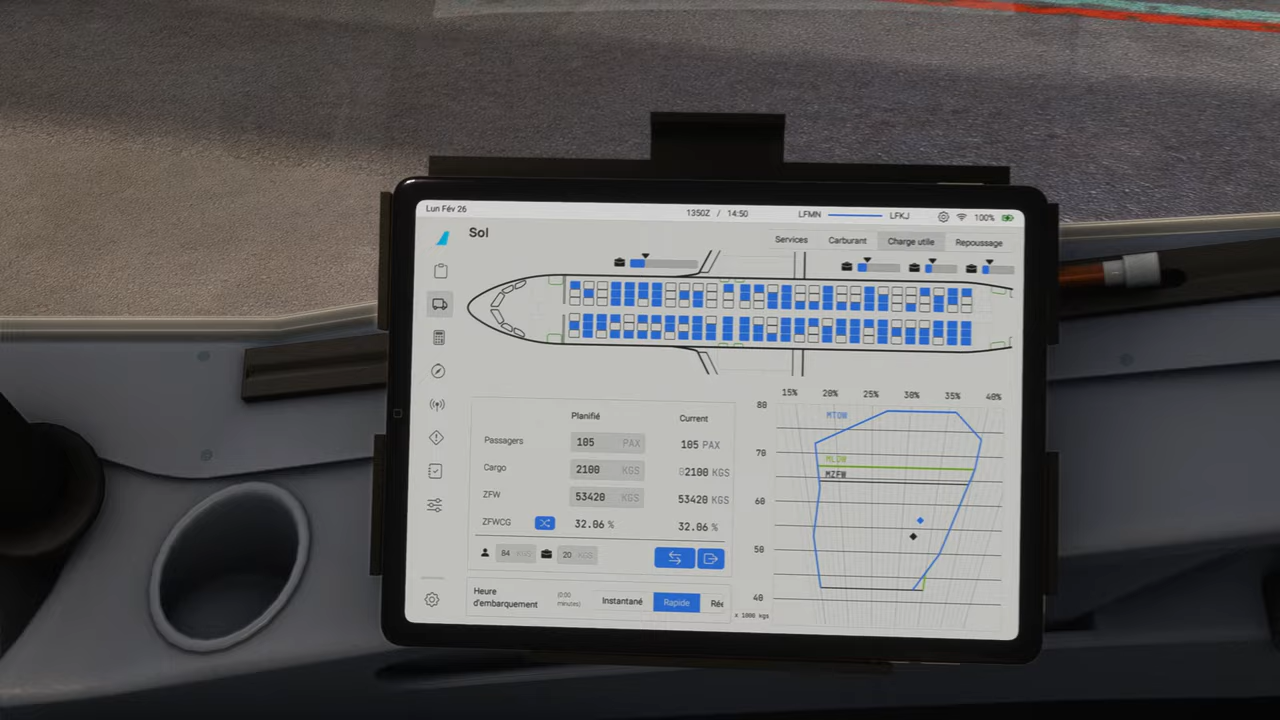 Lun Fév 26
1350Z / 14:50
LFMN
LFKJ
100%
Sol
Services
Carburant
Charge utile
Repoussage
Planifié
Current
Passagers
105 PAX
105 PAX
Cargo
2100 KGS
02100 KGS
ZFW
53420 KGS
53420 KGS
ZFWCG
32.06 %
32.06 %
84 KGS
20 KGS
Heure d'embarquement
(0:00 minutes)
Instantané
Rapide
15%
20%
25%
30%
35%
40%
80
70
60
50
40
MTOW
MLDW
MZFW
x 1000 kgs